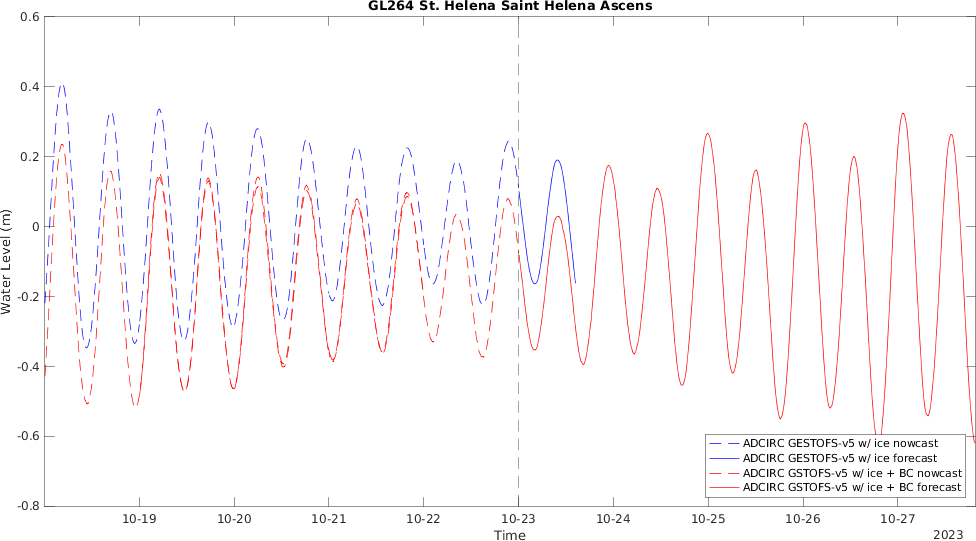 GL264 St. Helena Saint Helena Ascens
0.6
0.4
0.2
0
-0.2
-0.4
-0.6
-0.8
Water Level (m)
ADCIRC GESTOFS-v5 w/ ice nowcast
ADCIRC GESTOFS-v5 w/ ice forecast
ADCIRC GSTOFS-v5 w/ ice + BC nowcast
ADCIRC GSTOFS-v5 w/ ice + BC forecast
10-19 10-20 10-21 10-22 10-23 10-24 10-25 10-26 10-27
Time
2023